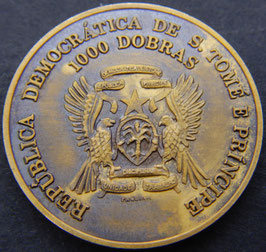 REPÚBLICA DEMOCRÁTICA DE S. TOMÉ E PRÍNCIPE
1000 DOBRAS